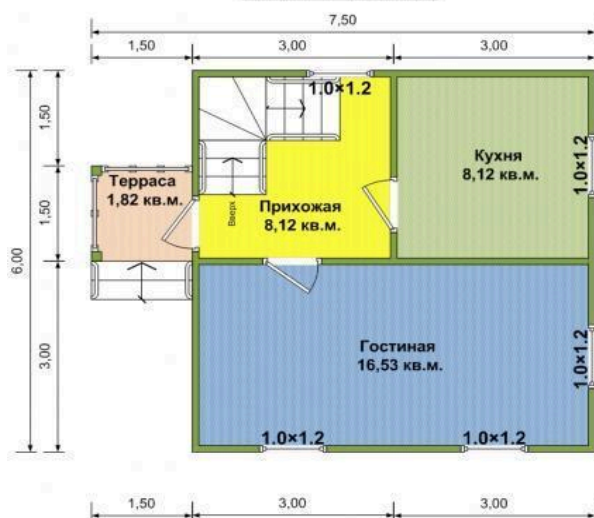 7,50
1,50
3,00
3,00
1.0×1.2
1,50
Кухня
8,12 кв.м.
1.0×1.2
Терраса
1,82 кв.м.
1,50
Прихожая
8,12 кв.м.
Вверх
6,00
Гостиная
16,53 кв.м.
3,00
1.0×1.2
1.0×1.2
1.0×1.2
1,50
3,00
3,00